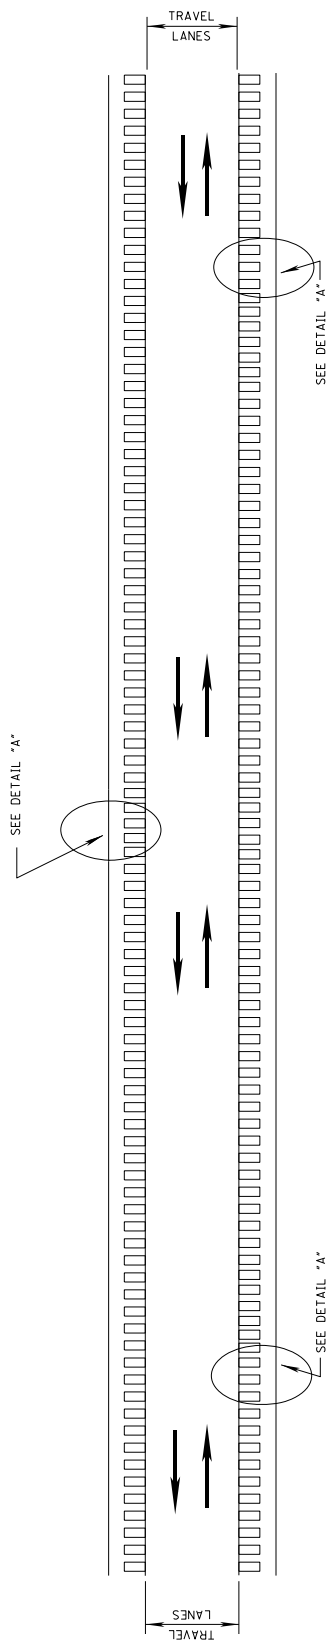 TRAVEL
LANES
SEE DETAIL "A"
SEE DETAIL "A"
SEE DETAIL "A"
LANES
TRAVEL